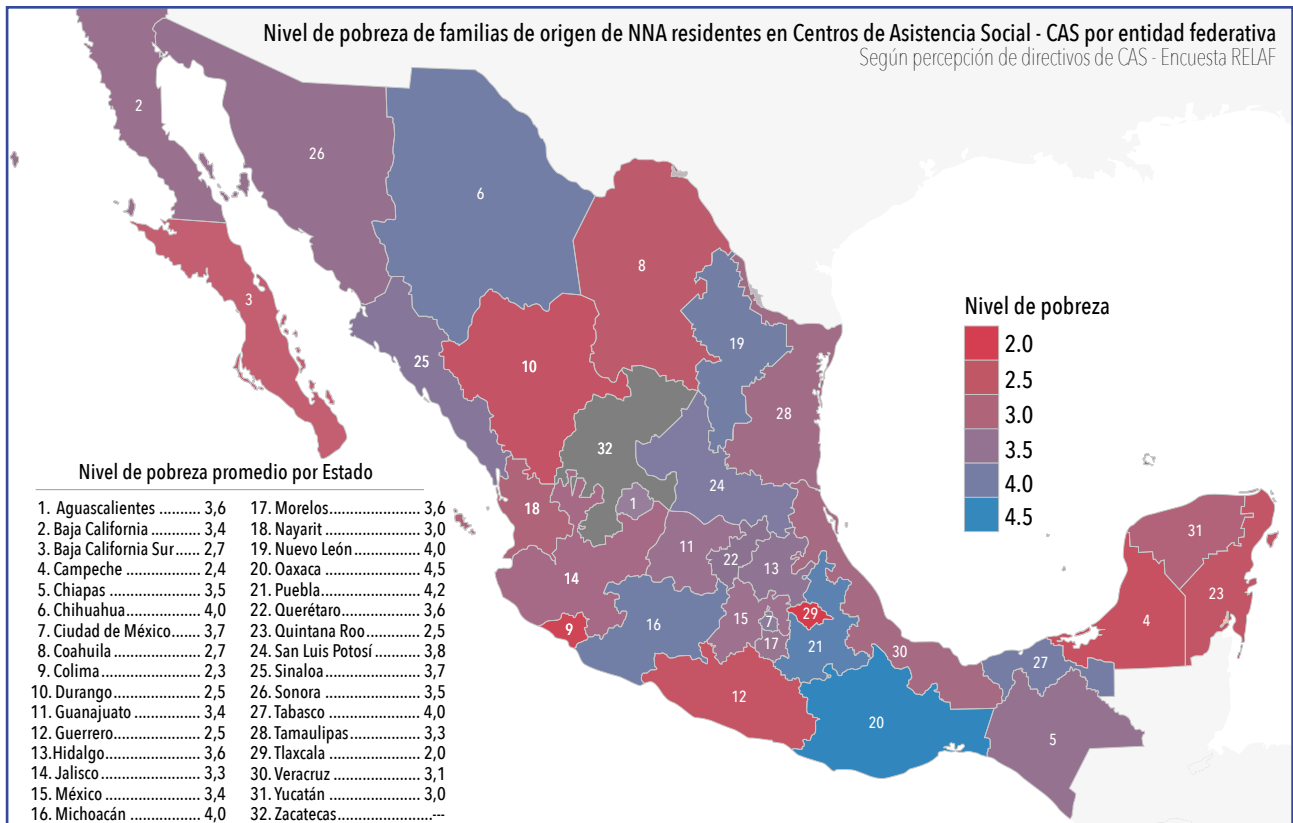 Nivel de pobreza de familias de origen de NNA residentes en Centros de Asistencia Social - CAS por entidad federativa
Según percepción de directivos de CAS - Encuesta RELAF
2
26
6
8
3
19
25
10
28
32
24
18
1
11
22
13
14
31
15
7
29
23
9
16
17
21
4
30
27
12
20
5
Nivel de pobreza
2.0
2.5
3.0
3.5
4.0
4.5
Nivel de pobreza promedio por Estado
1. Aguascalientes .......... 3,6
2. Baja California ............ 3,4
3. Baja California Sur ..... 2,7
4. Campeche ................. 2,4
5. Chiapas ...................... 3,5
6. Chihuahua ................. 4,0
7. Ciudad de México...... 3,7
8. Coahuila ..................... 2,7
9. Colima ........................ 2,3
10. Durango ................... 2,5
11. Guanajuato .............. 3,4
12. Guerrero................... 2,5
13.Hidalgo ..................... 3,6
14. Jalisco ....................... 3,3
15. México ...................... 3,4
16. Michoacán ............... 4,0
17. Morelos..................... 3,6
18. Nayarit ...................... 3,0
19. Nuevo León .............. 4,0
20. Oaxaca ...................... 4,5
21. Puebla ....................... 4,2
22. Querétaro ................. 3,6
23. Quintana Roo ........... 2,5
24. San Luis Potosí ......... 3,8
25. Sinaloa ...................... 3,7
26. Sonora ...................... 3,5
27. Tabasco ..................... 4,0
28. Tamaulipas ............... 3,3
29. Tlaxcala ..................... 2,0
30. Veracruz .................... 3,1
31. Yucatán ..................... 3,0
32. Zacatecas.....................---